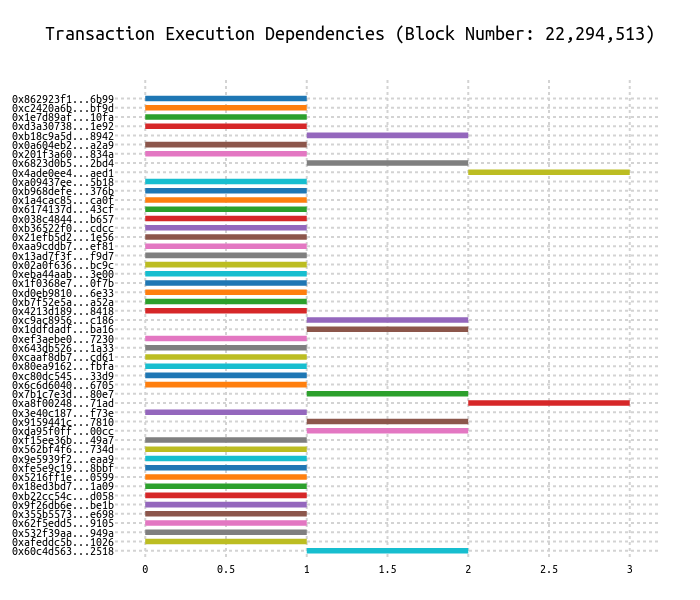 Transaction Execution Dependencies (Block Number: 22,294,513)
0x862923f1...6b99
0xc2420a6b...bf9d
0x1e7d89af...10fa
0xd3a30738...1e92
0xb18c9a5d...8942
0x0a604eb2...a2a9
0x201f3a60...834a
0x6823d0b5...2bd4
0x4ade0ee4...aed1
0xa09437ee...5b18
0xb968defe...376b
0x1a4cac85...ca0f
0x6174137d...43cf
0x038c4844...b657
0xb36522f0...cdcc
0x21efb5d2...1e56
0xaa9cddb7...ef81
0x13ad7f3f...f9d7
0x02a0f636...bc9c
0xeba44aab...3e00
0x1f0368e7...0f7b
0xd0eb9810...6e33
0xb7f52e5a...a52a
0x4213d189...8418
0xc9ac8956...c186
0x1ddfdadf...ba16
0xef3aebe0...7230
0x643db526...1a33
0xcaaf8db7...cd61
0x80ea9162...fbfa
0xc80dc545...33d9
0x6c6d6040...6705
0x7b1c7e3d...80e7
0xa8f00248...71ad
0x3e40c187...f73e
0x9159441c...7810
0xda95f0ff...00cc
0xf15ee36b...49a7
0x562bf4f6...734d
0x9e5939f2...eaa9
0xfe5e9c19...8bbf
0x5216ff1e...0599
0x18ed3bd7...1a09
0xb22cc54c...d058
0x9f26db6e...be1b
0x355b5573...e698
0x62f5edd5...9105
0x532f39aa...949a
0xafeddc5b...1026
0x60c4d563...2518
0 0.5 1 1.5 2 2.5 3